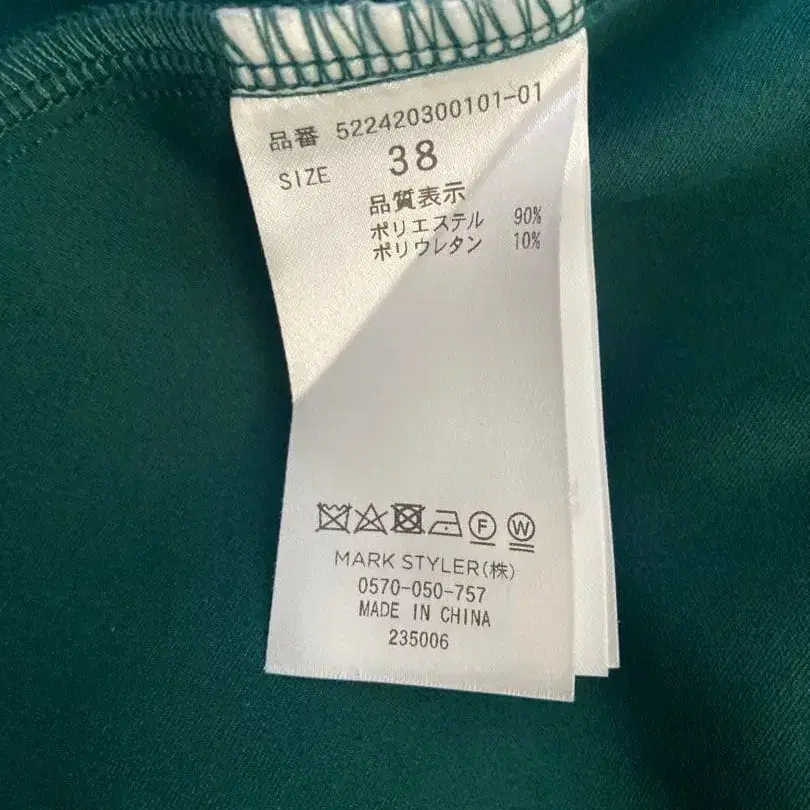 品番 522420300101-01
SIZE 38
品質表示
ポリエステル 90%
ポリウレタン 10%
F W
MARK STYLER(株)
0570-050-757
MADE IN CHINA
235006